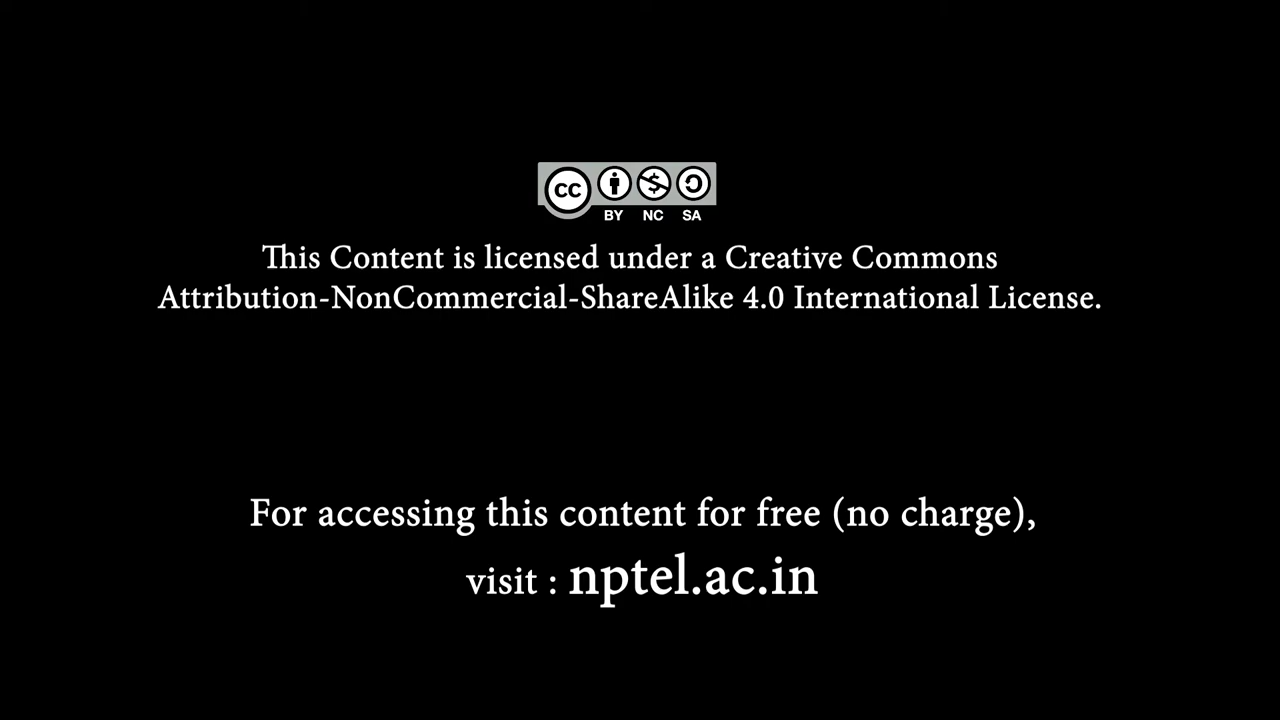 cc BY NC SA
This Content is licensed under a Creative Commons
Attribution-NonCommercial-ShareAlike 4.0 International License.
For accessing this content for free (no charge),
visit : nptel.ac.in